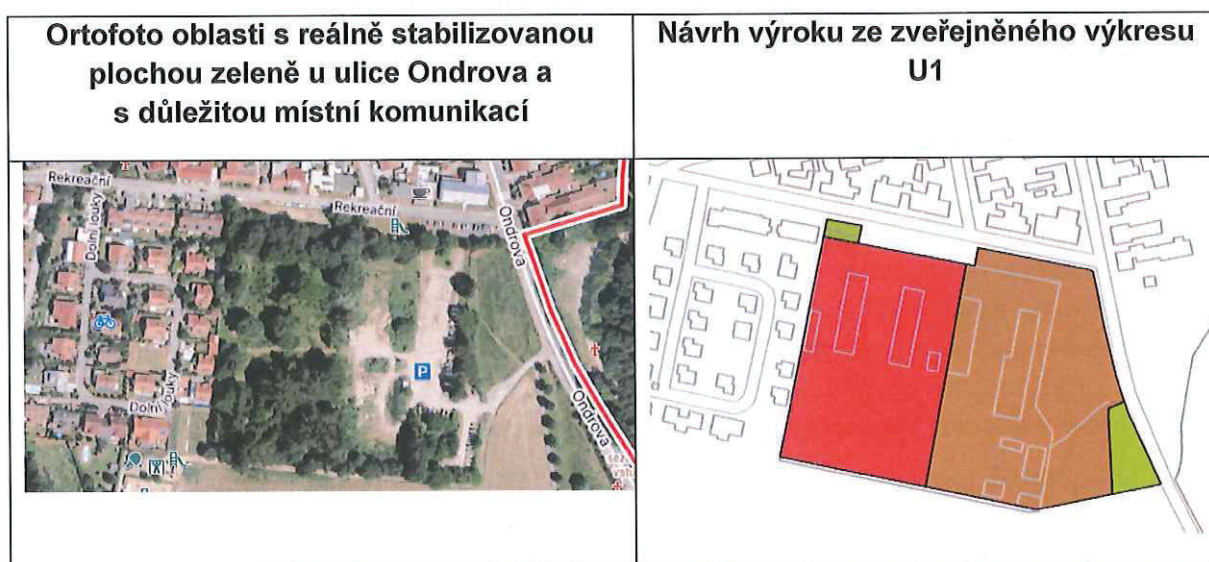 Ortofoto oblasti s reálně stabilizovanou
plochou zeleně u ulice Ondrova a
s důležitou místní komunikací
Návrh výroku ze zveřejněného výkresu
U1
Rekreační
Rekreační
Dolní louky
Ondrova
P
Dolní
louky
Ondrova